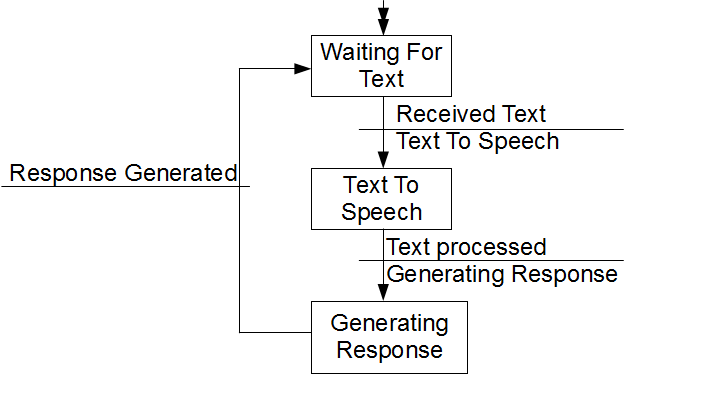 Waiting For
Text
Received Text
Text To Speech
Response Generated
Text To
Speech
Text processed
Generating Response
Generating
Response